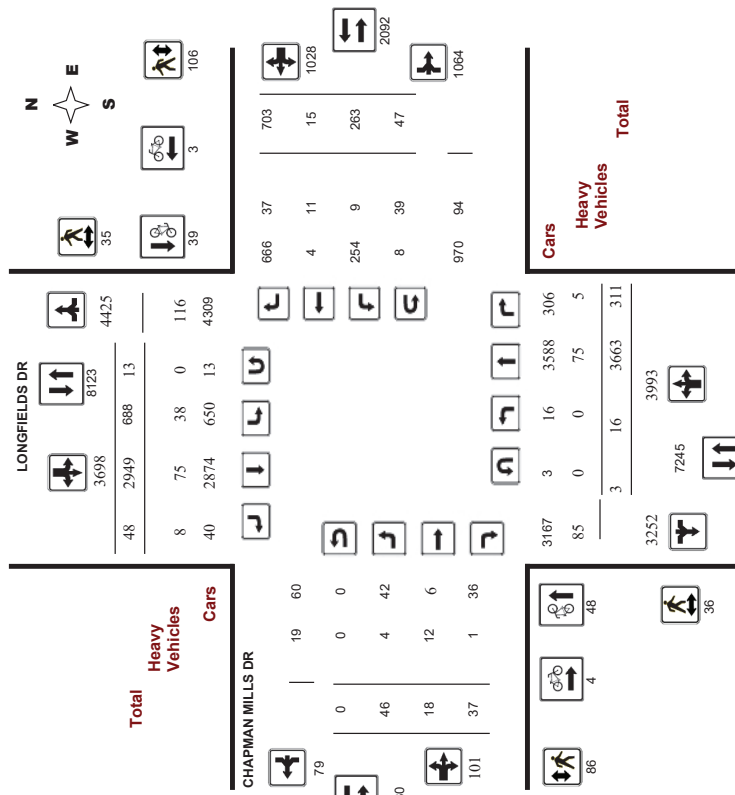 N
W
E
S
106
3
35
39
LONGFIELDS DR
4425
8123
3698
48 2949 688 13
8 75 38 0 116
40 2874 650 13 4309
1028
2092
1064
666 37 703
4 11 15
254 9 263
8 39 47
970 94
Total
Heavy
Vehicles
Cars
CHAPMAN MILLS DR
79
101
19 60
0 0 0
46 4 42
18 12 6
37 1 36
Cars
Heavy
Vehicles
Total
3167 3 16 3588 306
85 0 0 75 5
3 16 3663 311
3252
7245
3993
48
4
86
36